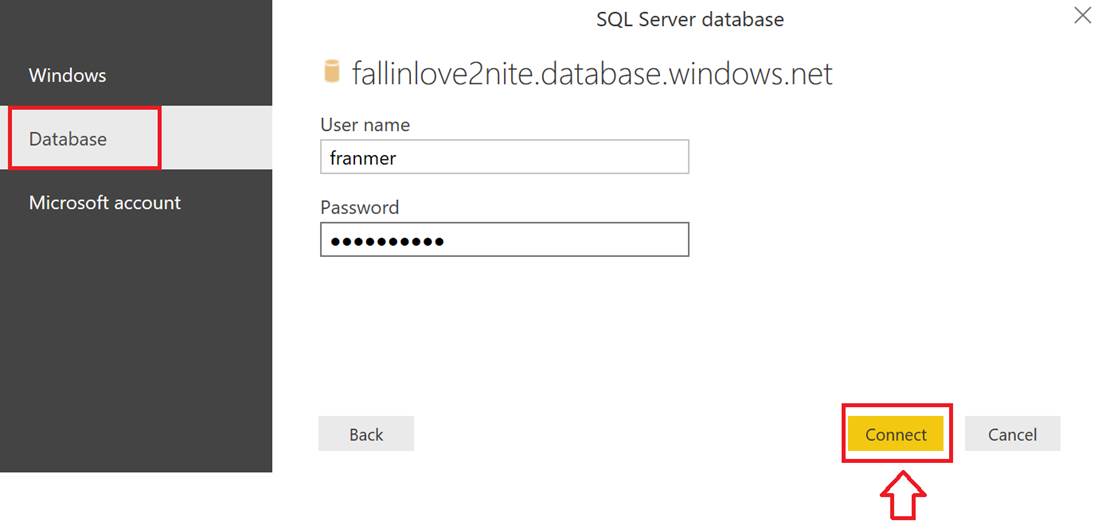 SQL Server database
Windows
Database
Microsoft account
fallinlove2nite.database.windows.net
User name
franmer
Password
••••••••••
Back
Connect
Cancel